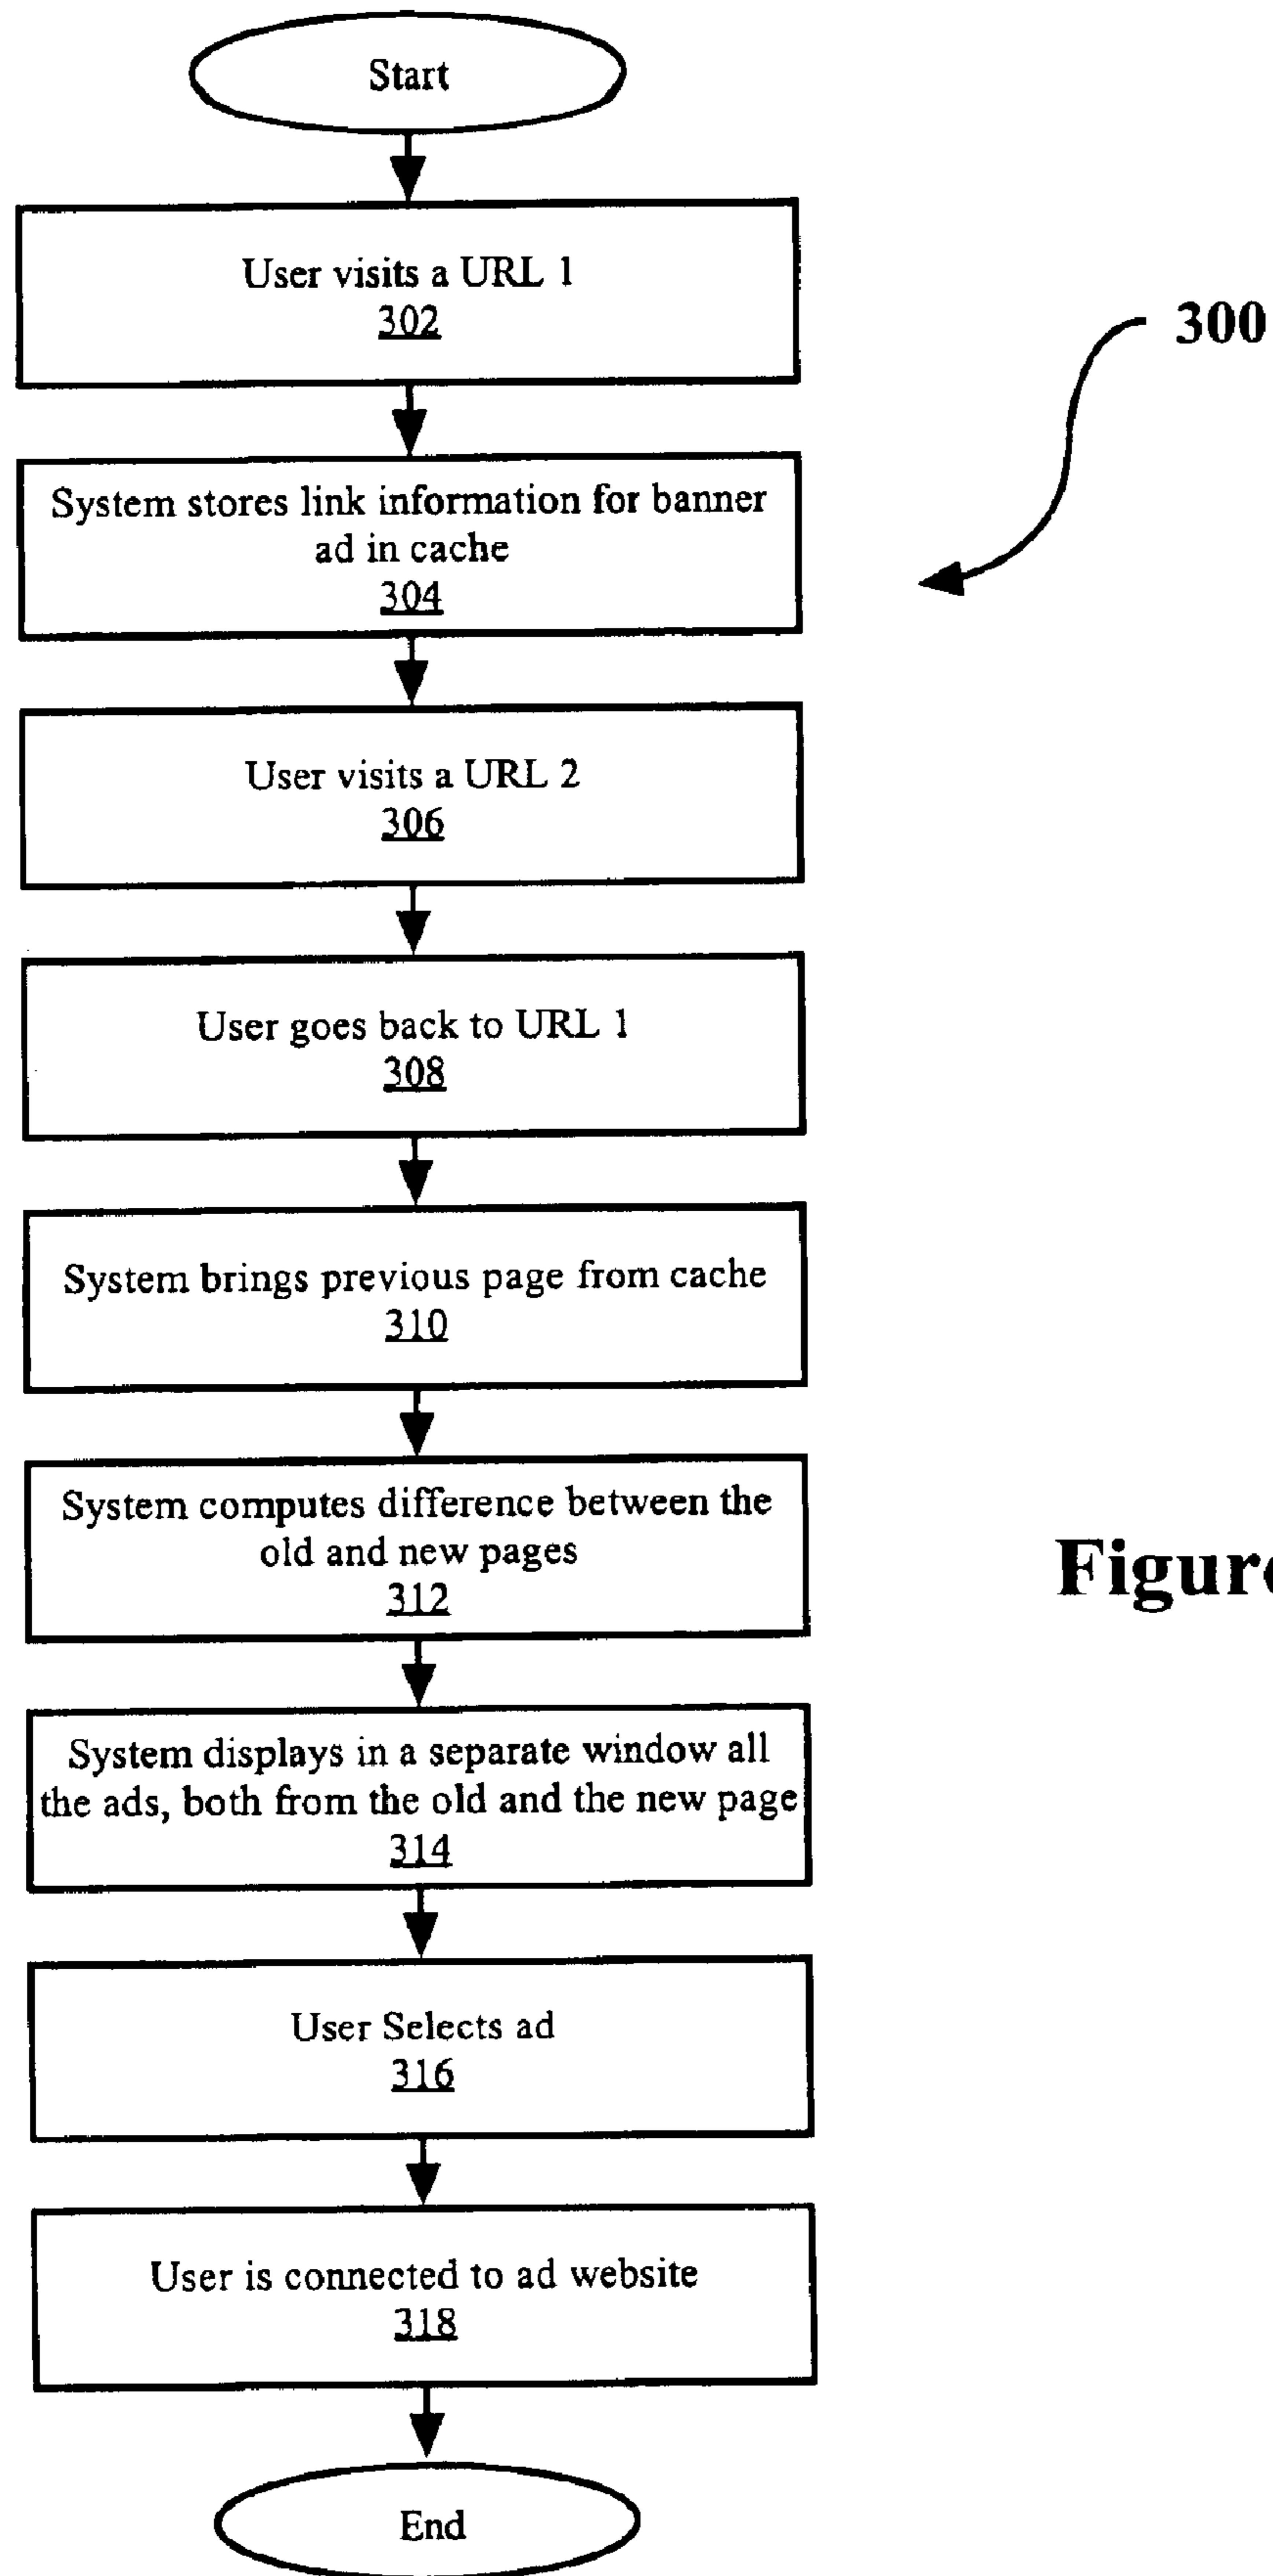 Start
User visits a URL 1
302
300
System stores link information for banner
ad in cache
304
User visits a URL 2
306
User goes back to URL 1
308
System brings previous page from cache
310
System computes difference between the
old and new pages
312
Figure
System displays in a separate window all
the ads, both from the old and the new page
314
User Selects ad
316
User is connected to ad website
318
End